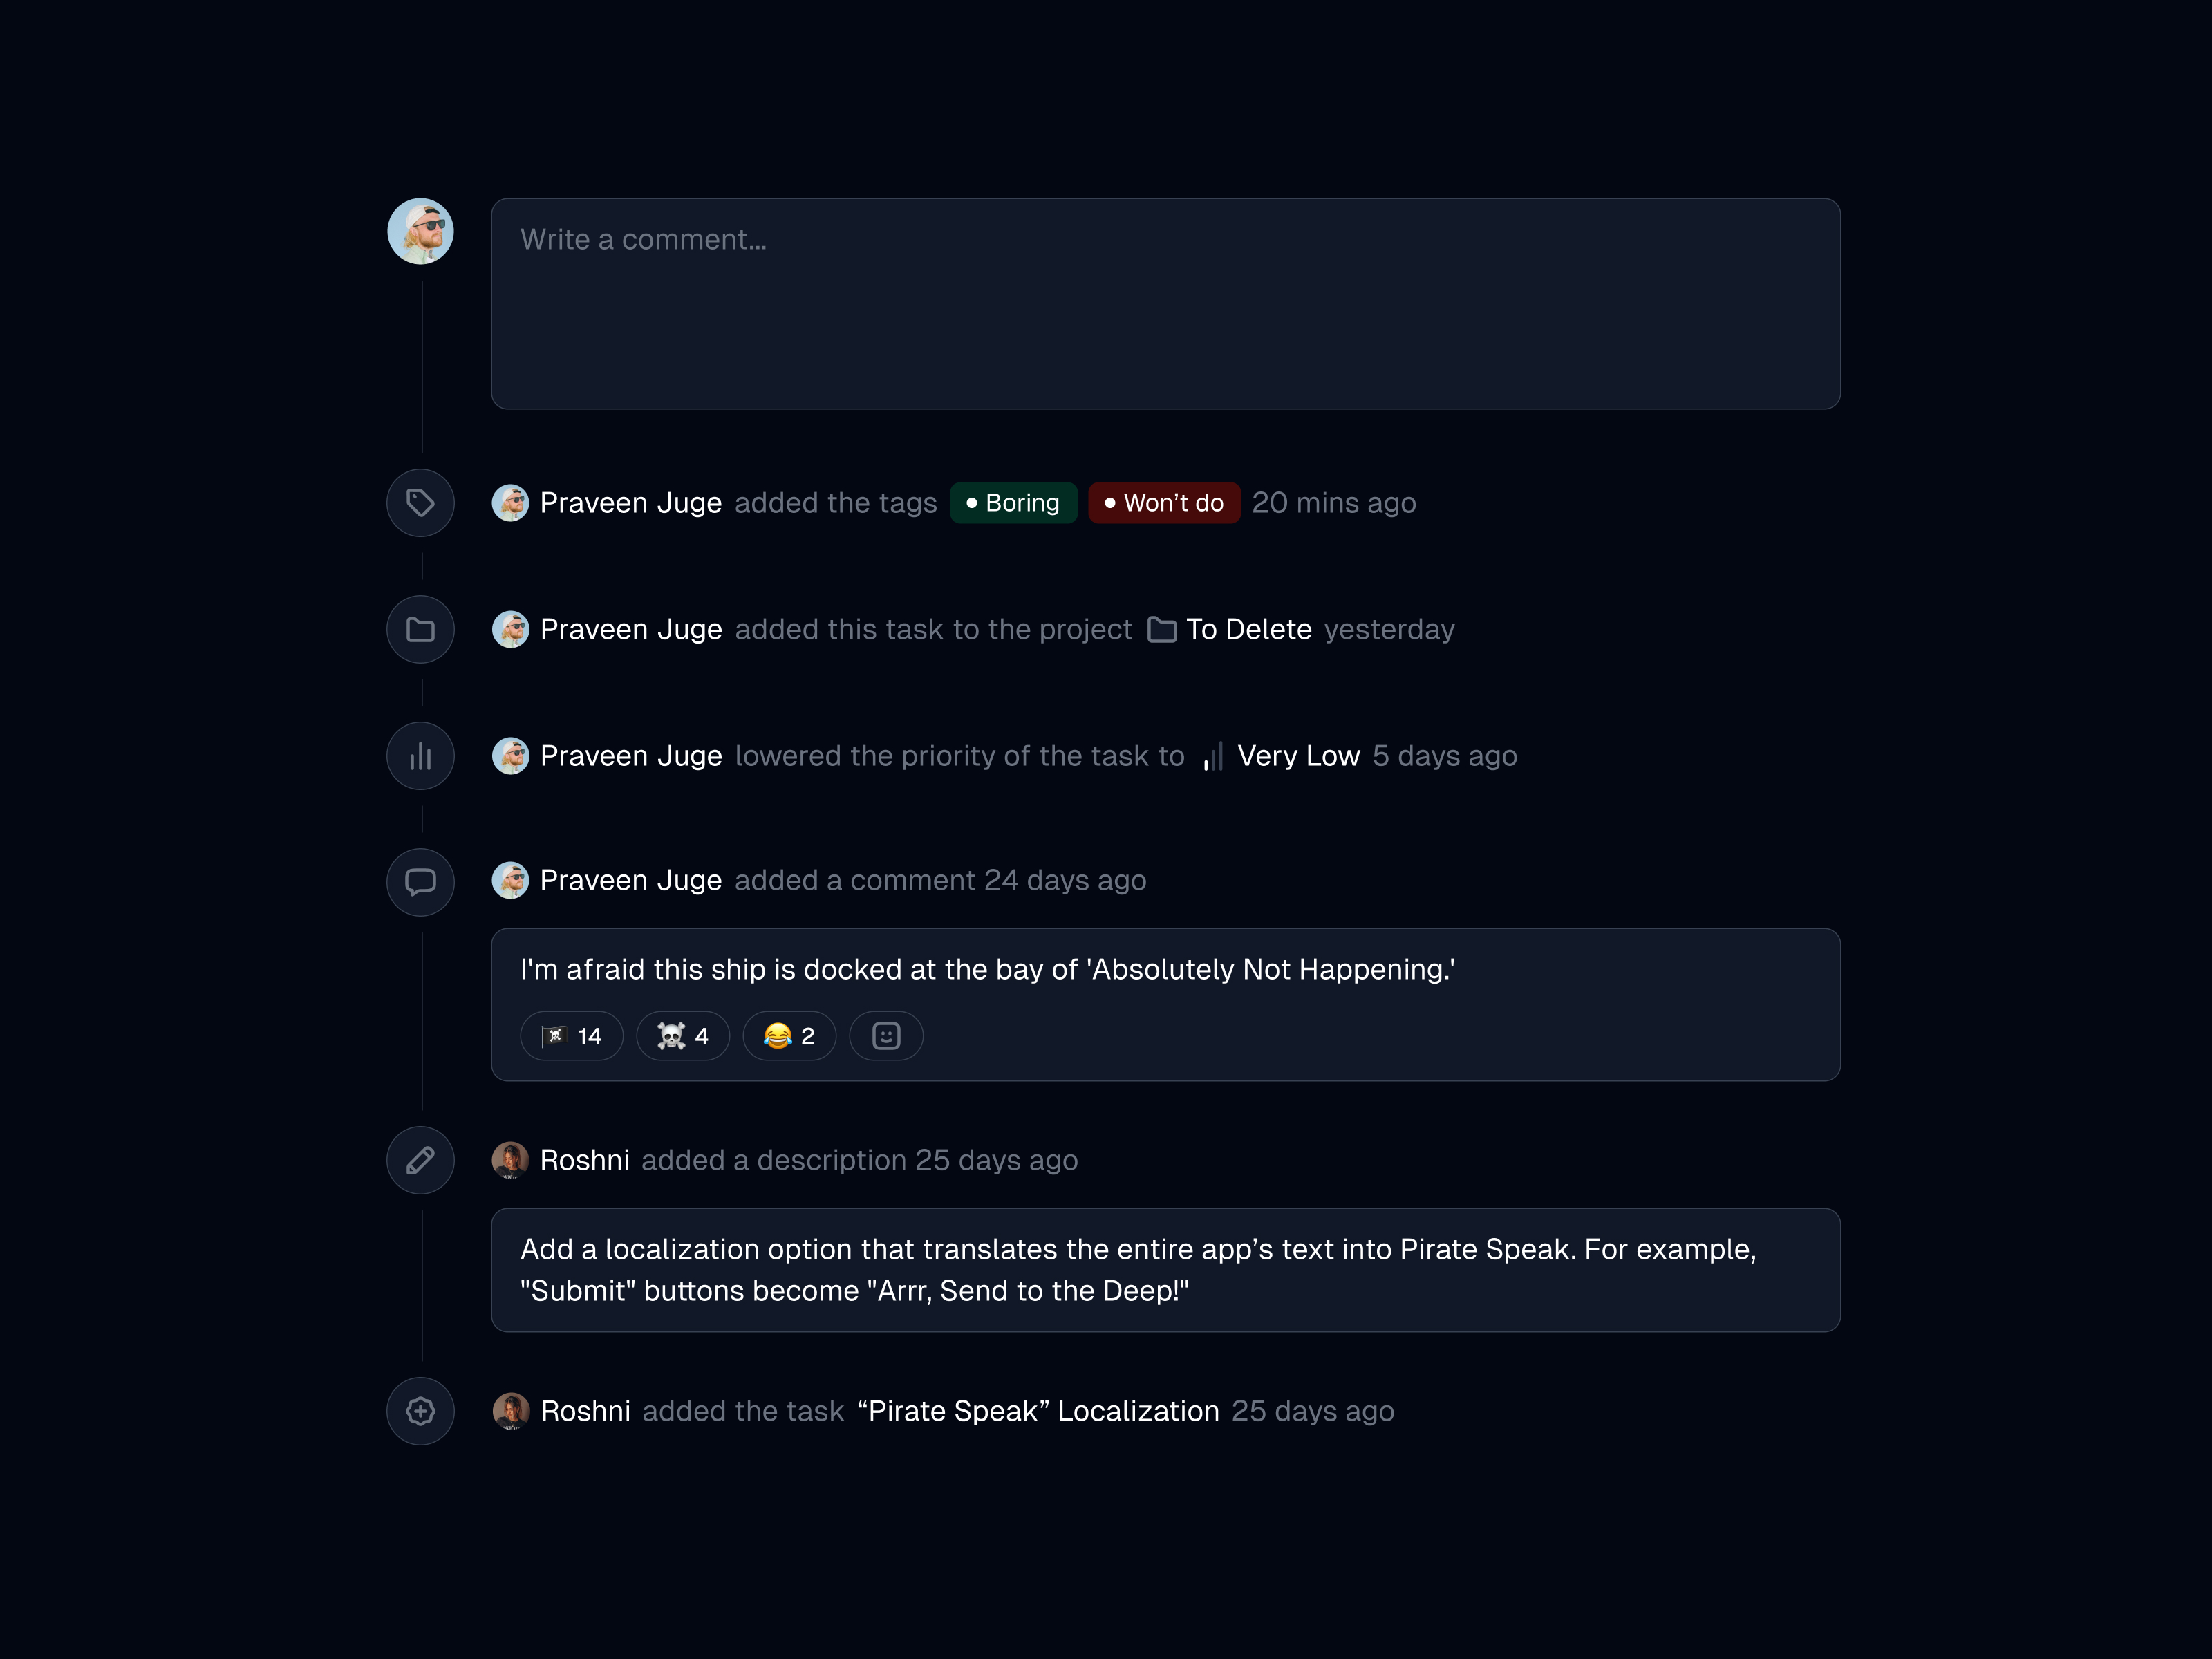 Write a comment...
Praveen Juge added the tags Boring Won’t do 20 mins ago
Praveen Juge added this task to the project To Delete yesterday
Praveen Juge lowered the priority of the task to Very Low 5 days ago
Praveen Juge added a comment 24 days ago
I'm afraid this ship is docked at the bay of 'Absolutely Not Happening.'
14 4 2
Roshni added a description 25 days ago
Add a localization option that translates the entire app’s text into Pirate Speak. For example,
"Submit" buttons become "Arrr, Send to the Deep!"
Roshni added the task “Pirate Speak” Localization 25 days ago